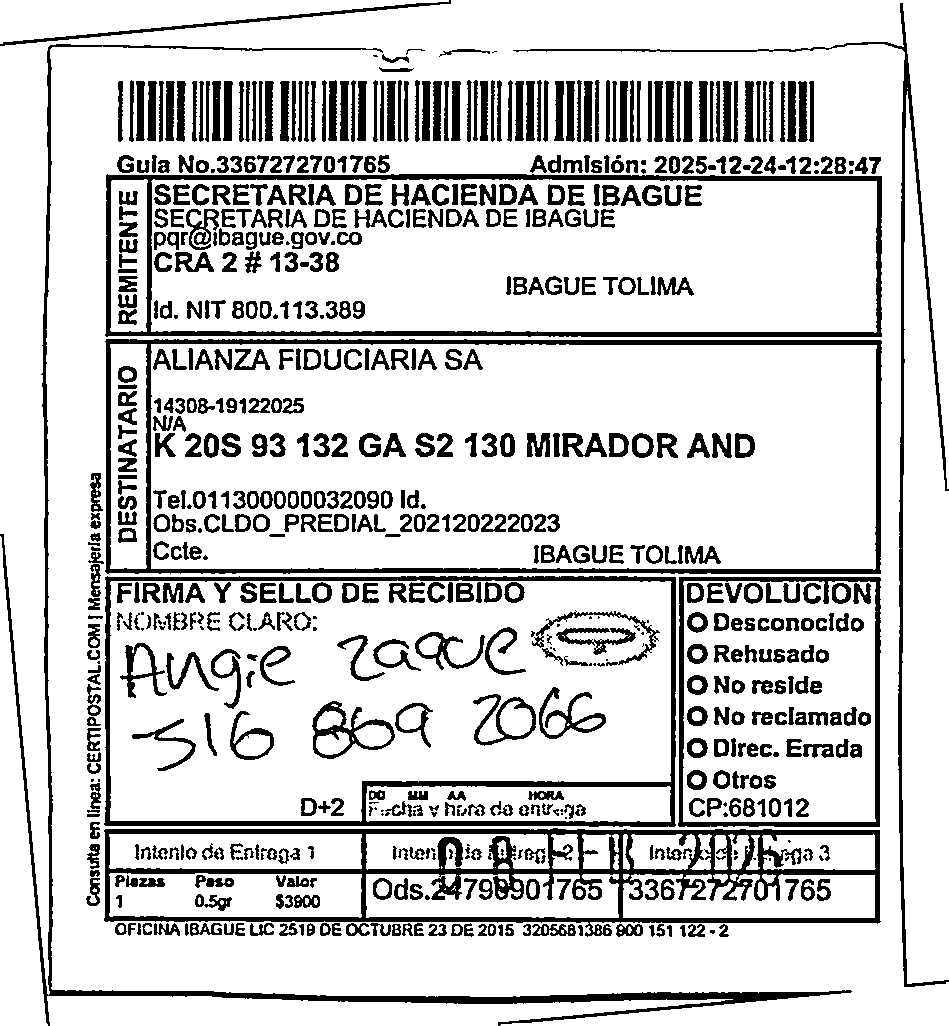 Guia No.3367272701765 Admisión: 2025-12-24-12:28:47
REMITENTE
SECRETARIA DE HACIENDA DE IBAGUE
SECRETARIA DE HACIENDA DE IBAGUE
pqr@ibague.gov.co
CRA 2 # 13-38
IBAGUE TOLIMA
Id. NIT 800.113.389
DESTINATARIO
ALIANZA FIDUCIARIA SA
14308-19122025
N/A
K 20S 93 132 GA S2 130 MIRADOR AND
Tel.011300000032090 Id.
Obs.CLDO_PREDIAL_202120222023
Ccte. IBAGUE TOLIMA
Consulta en linea: CERTIPOSTAL.COM | Mensajería expresa
FIRMA Y SELLO DE RECIBIDO
NOMBRE CLARO:
Angie zaque
316 869 2066
D+2
DD MM AA HORA
Fecha y hora de entrega
DEVOLUCION
Desconocido
Rehusado
No reside
No reclamado
Direc. Errada
Otros
CP:681012
Intento de Entrega 1 Intento de Entrega 2 Intento de Entrega 3
08 FEB 2026
Piezas Peso Valor
1 0.5gr $3900
Ods.24790901765 3367272701765
OFICINA IBAGUE LIC 2519 DE OCTUBRE 23 DE 2015 3205681386 900 151 122 - 2